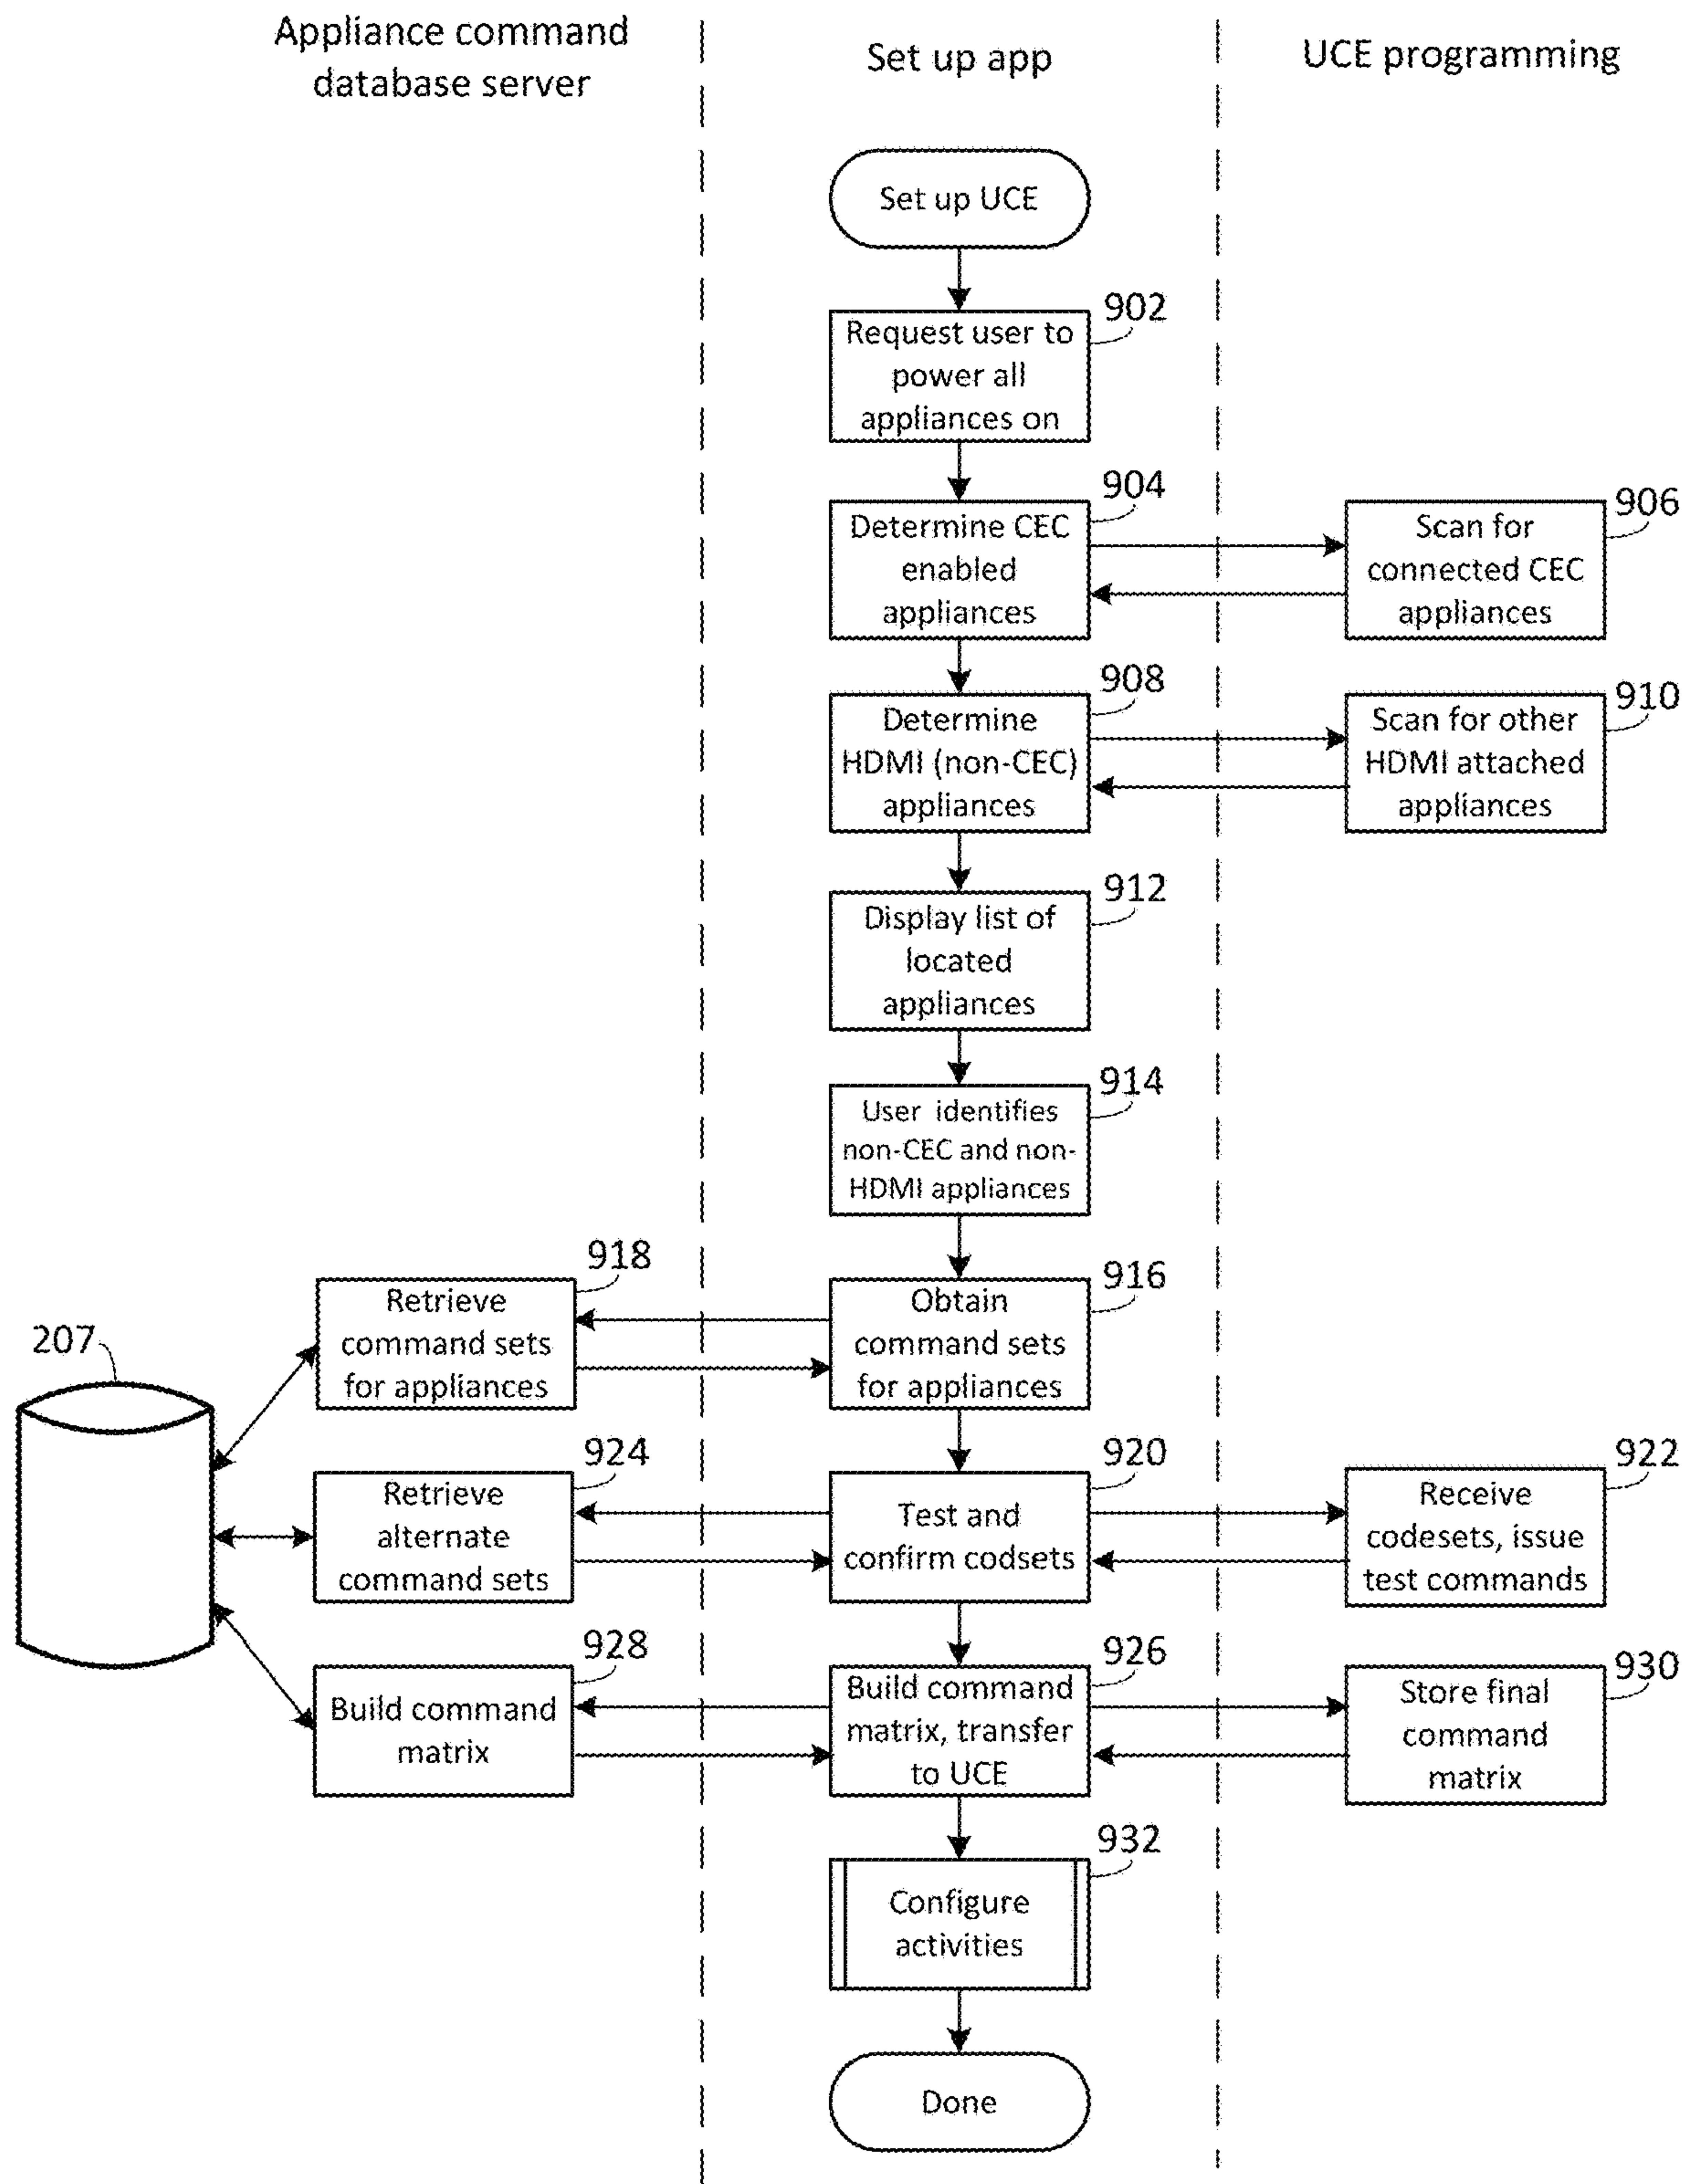 Appliance command
database server
Set up app
UCE programming
Set up UCE
902
Request user to
power all
appliances on
904
Determine CEC
enabled
appliances
906
Scan for
connected CEC
appliances
908
Determine
HDMI (non-CEC)
appliances
910
Scan for other
HDMI attached
appliances
912
Display list of
located
appliances
914
User identifies
non-CEC and non-
HDMI appliances
918
Retrieve
command sets
for appliances
916
Obtain
command sets
for appliances
207
924
Retrieve
alternate
command sets
920
Test and
confirm codsets
922
Receive
codesets, issue
test commands
928
Build command
matrix
926
Build command
matrix, transfer
to UCE
930
Store final
command
matrix
932
Configure
activities
Done